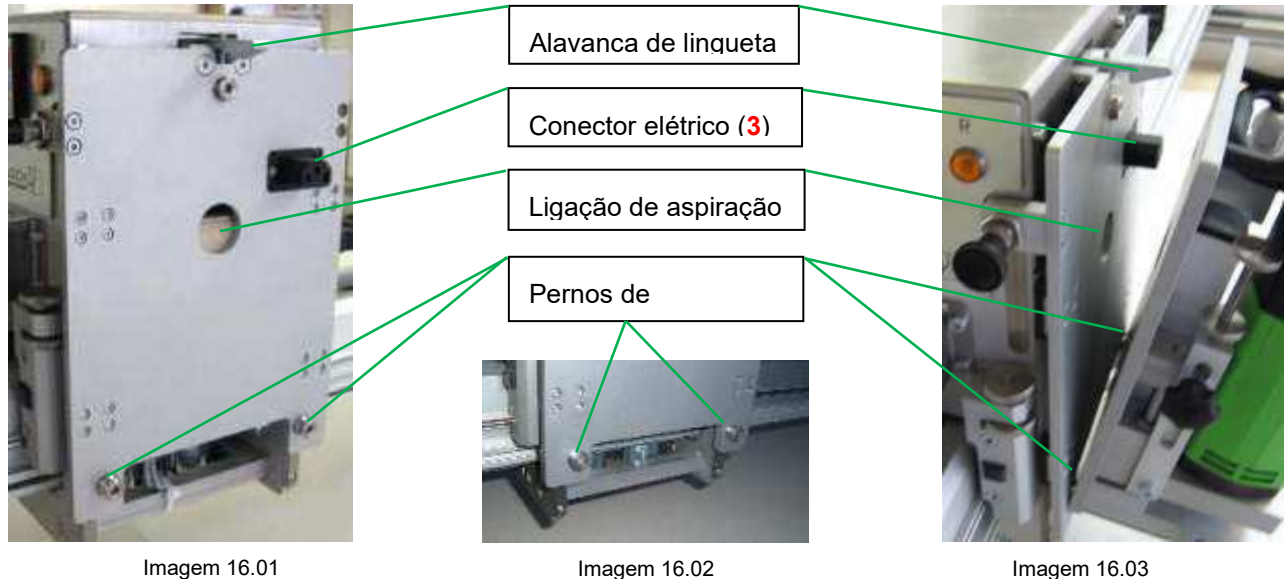 Alavanca de lingueta
Conector elétrico (3)
Ligação de aspiração
Pernos de
Imagem 16.01
Imagem 16.02
Imagem 16.03